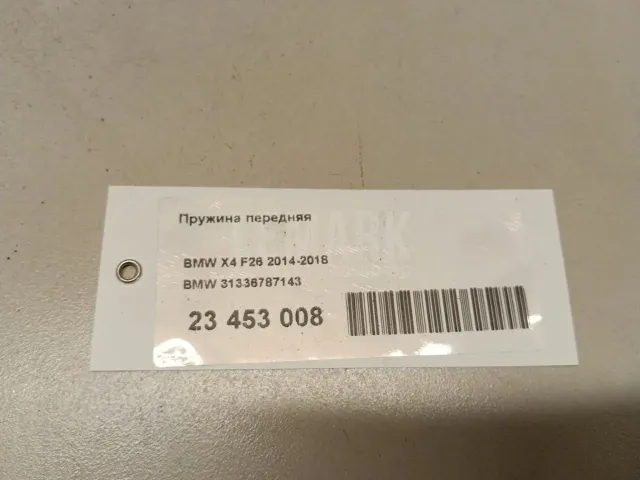 Пружина передняя
BMW X4 F26 2014-2018
BMW 31336787143
23 453 008